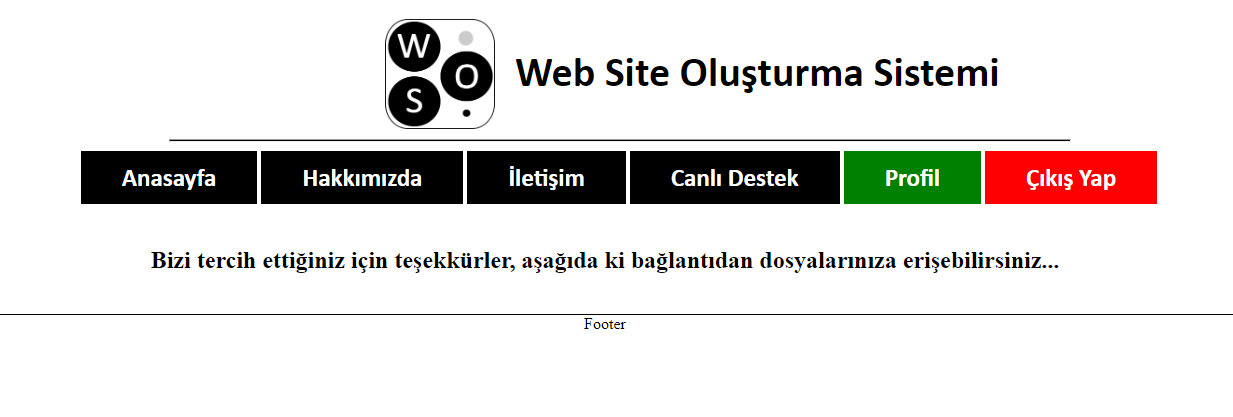 W
O
S
Web Site Oluşturma Sistemi
Anasayfa Hakkımızda İletişim Canlı Destek Profil Çıkış Yap
Bizi tercih ettiğiniz için teşekkürler, aşağıda ki bağlantıdan dosyalarınıza erişebilirsiniz...
Footer